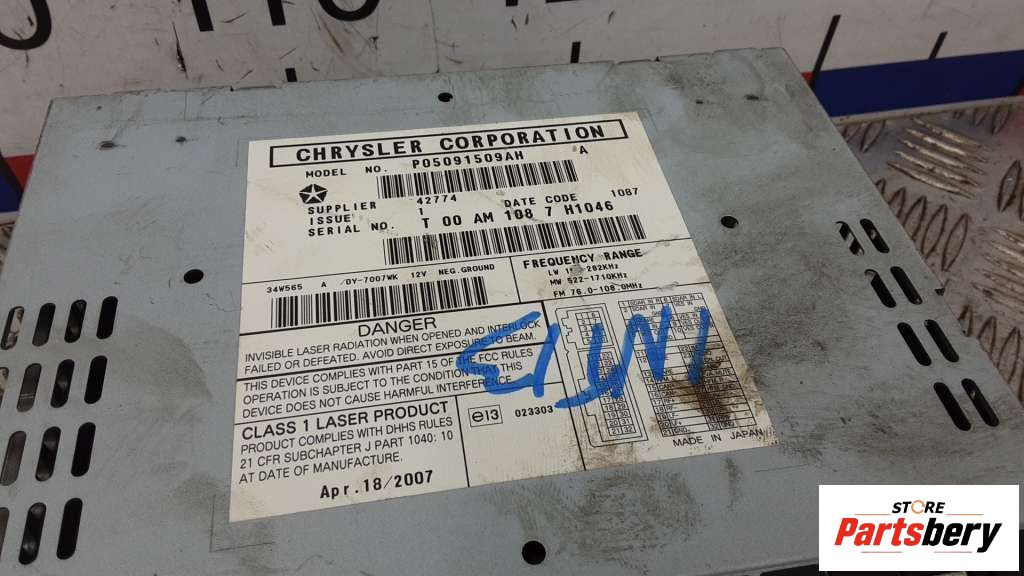 CHRYSLER CORPORATION
MODEL NO. P05091509AH A
SUPPLIER 42774 DATE CODE 1087
ISSUE 1
SERIAL NO. T 00 AM 108 7 H1046
34W565 A /DY-7007WK 12V NEG.GROUND
FREQUENCY RANGE
LW -282KHz
MW 522-1710KHz
FM 76.0-108.0MHz
DANGER
INVISIBLE LASER RADIATION WHEN OPENED AND INTERLOCK
FAILED OR DEFEATED. AVOID DIRECT EXPOSURE TO BEAM.
THIS DEVICE COMPLIES WITH PART 15 OF FCC RULES
OPERATION IS SUBJECT TO THE CONDITION THAT THIS
DEVICE DOES NOT CAUSE HARMFUL INTERFERENCE.
CLASS 1 LASER PRODUCT
PRODUCT COMPLIES WITH DHHS RULES
21 CFR SUBCHAPTER J PART 1040: 10
AT DATE OF MANUFACTURE.
Apr.18/2007
e13 023303
MADE IN JAPAN
STORE
Partsbery